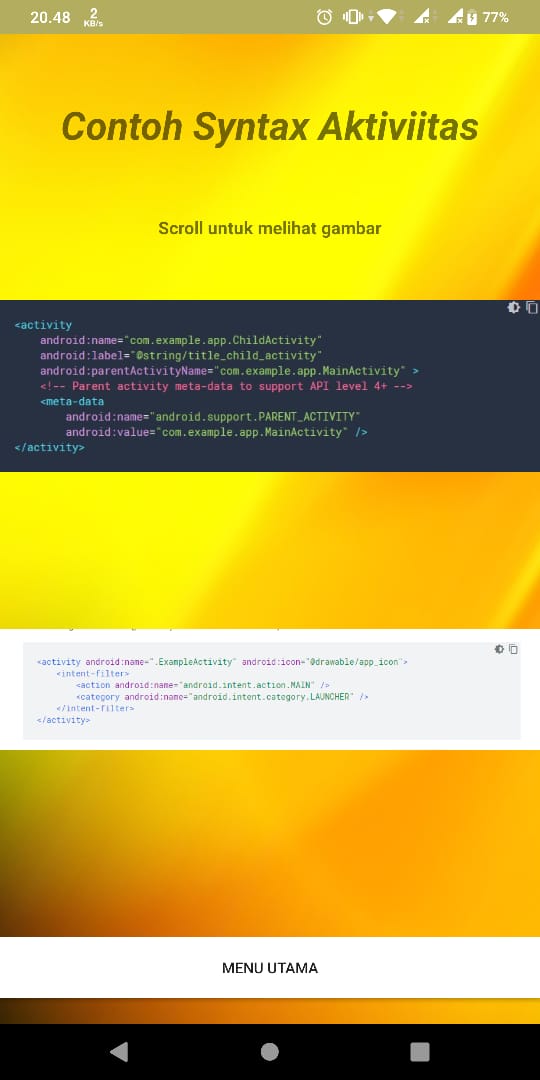 20.48 2 KB/s 77%
Contoh Syntax Aktiviitas
Scroll untuk melihat gambar
<activity
android:name="com.example.app.ChildActivity"
android:label="@string/title_child_activity"
android:parentActivityName="com.example.app.MainActivity" >
<!-- Parent activity meta-data to support API level 4+ -->
<meta-data
android:name="android.support.PARENT_ACTIVITY"
android:value="com.example.app.MainActivity" />
</activity>
<activity android:name=".ExampleActivity" android:icon="@drawable/app_icon">
<intent-filter>
<action android:name="android.intent.action.MAIN" />
<category android:name="android.intent.category.LAUNCHER" />
</intent-filter>
</activity>
MENU UTAMA